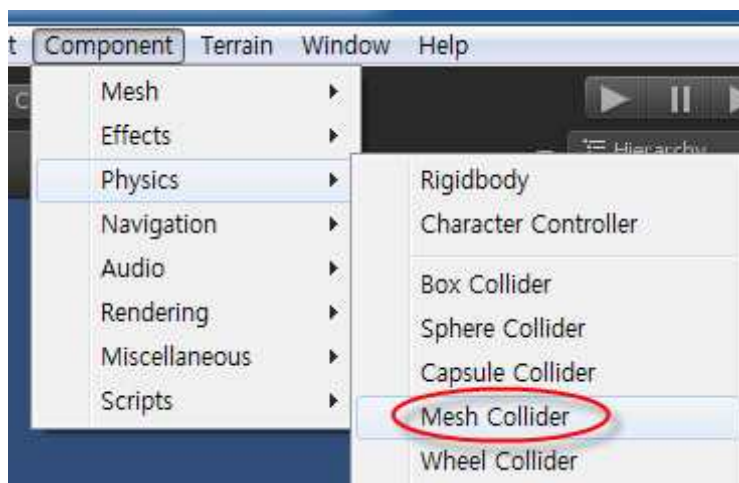 t Component Terrain Window Help
C
Mesh
Effects
Hierarchy
Physics
Navigation
Audio
Rendering
Miscellaneous
Scripts
Rigidbody
Character Controller
Box Collider
Sphere Collider
Capsule Collider
Mesh Collider
Wheel Collider